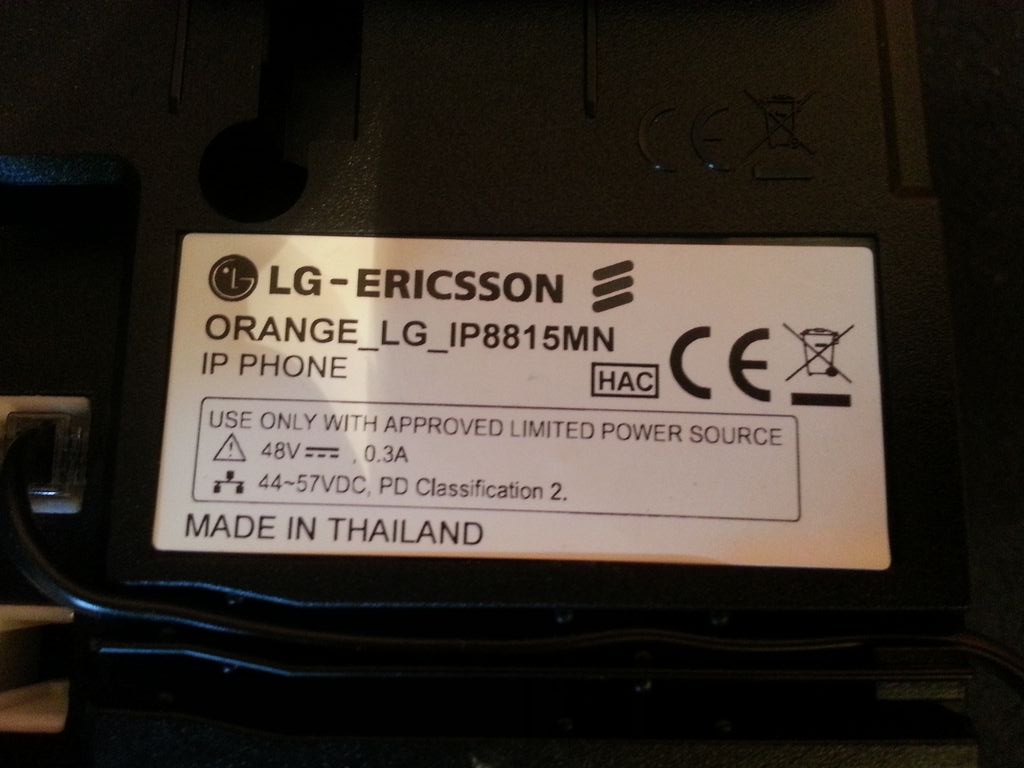 LG-ERICSSON
ORANGE_LG_IP8815MN
IP PHONE
HAC
CE
USE ONLY WITH APPROVED LIMITED POWER SOURCE
48V , 0.3A
44~57VDC, PD Classification 2.
MADE IN THAILAND
CE